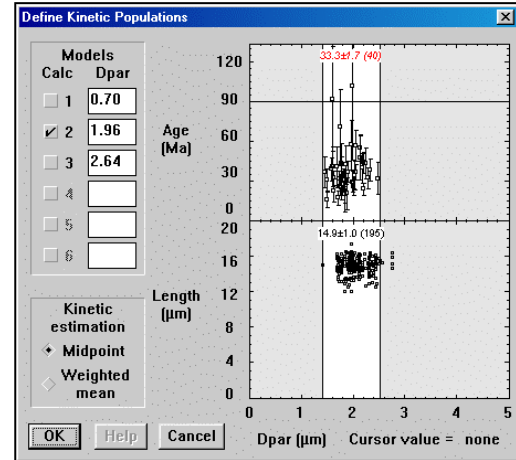 Define Kinetic Populations
Models
Calc Dpar
1 0.70
2 1.96
3 2.64
4
5
6
Kinetic
estimation
Midpoint
Weighted
mean
OK Help Cancel
33.3±1.7 (40)
120
90
60
30
0
Age
(Ma)
14.9±1.0 (195)
20
16
12
8
4
0
Length
(µm)
0 1 2 3 4 5
Dpar (µm) Cursor value = none